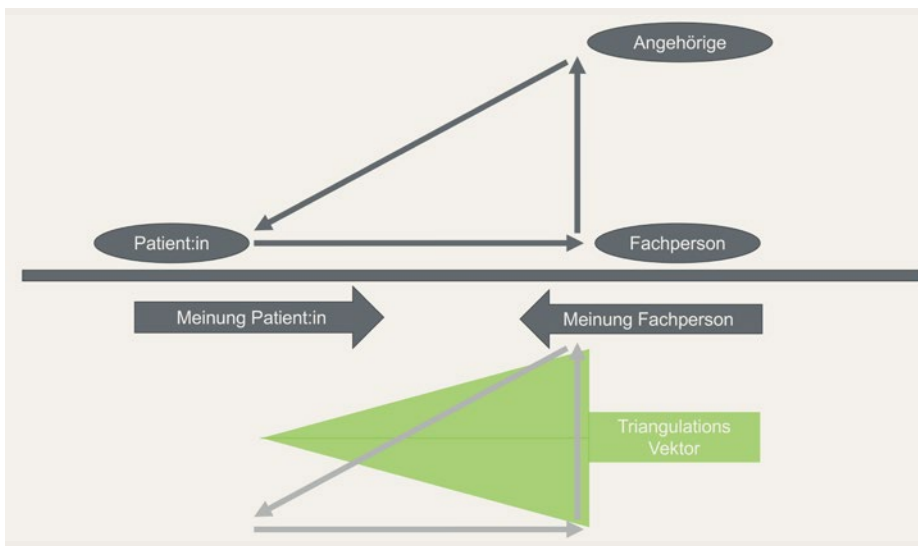 Angehörige
Patient:in
Fachperson
Meinung Patient:in
Meinung Fachperson
Triangulations
Vektor